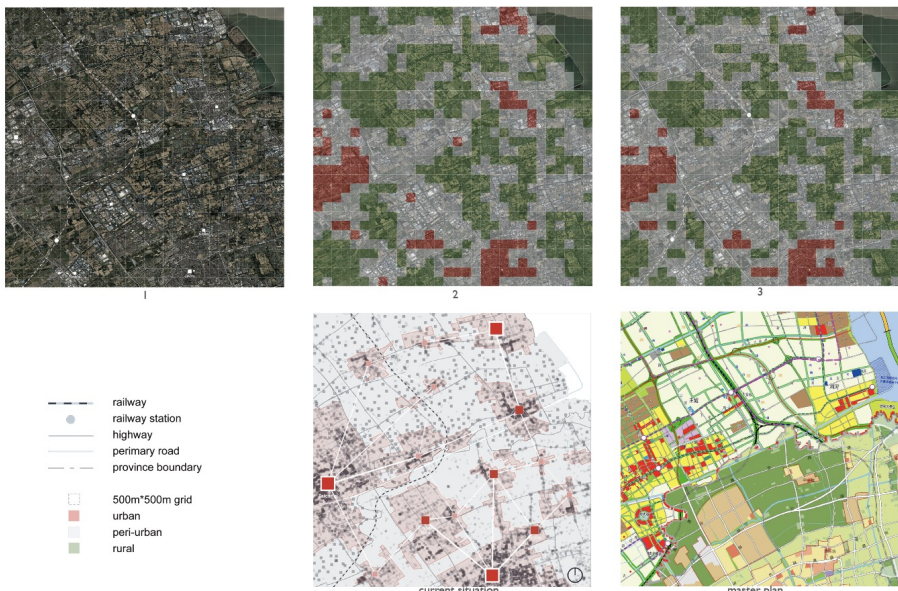 1
2
3
railway
railway station
highway
perimary road
province boundary
500m*500m grid
urban
peri-urban
rural
current situation
master plan